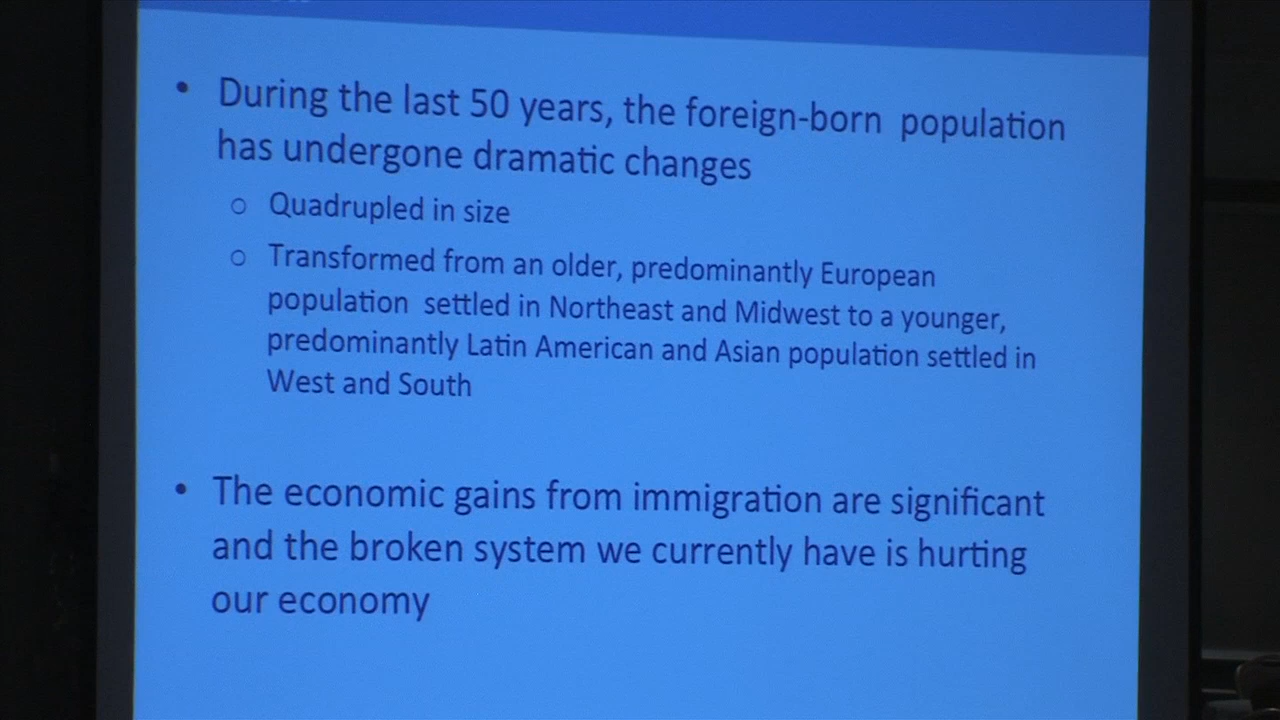 • During the last 50 years, the foreign-born population
has undergone dramatic changes
○ Quadrupled in size
○ Transformed from an older, predominantly European
population settled in Northeast and Midwest to a younger,
predominantly Latin American and Asian population settled in
West and South
• The economic gains from immigration are significant
and the broken system we currently have is hurting
our economy